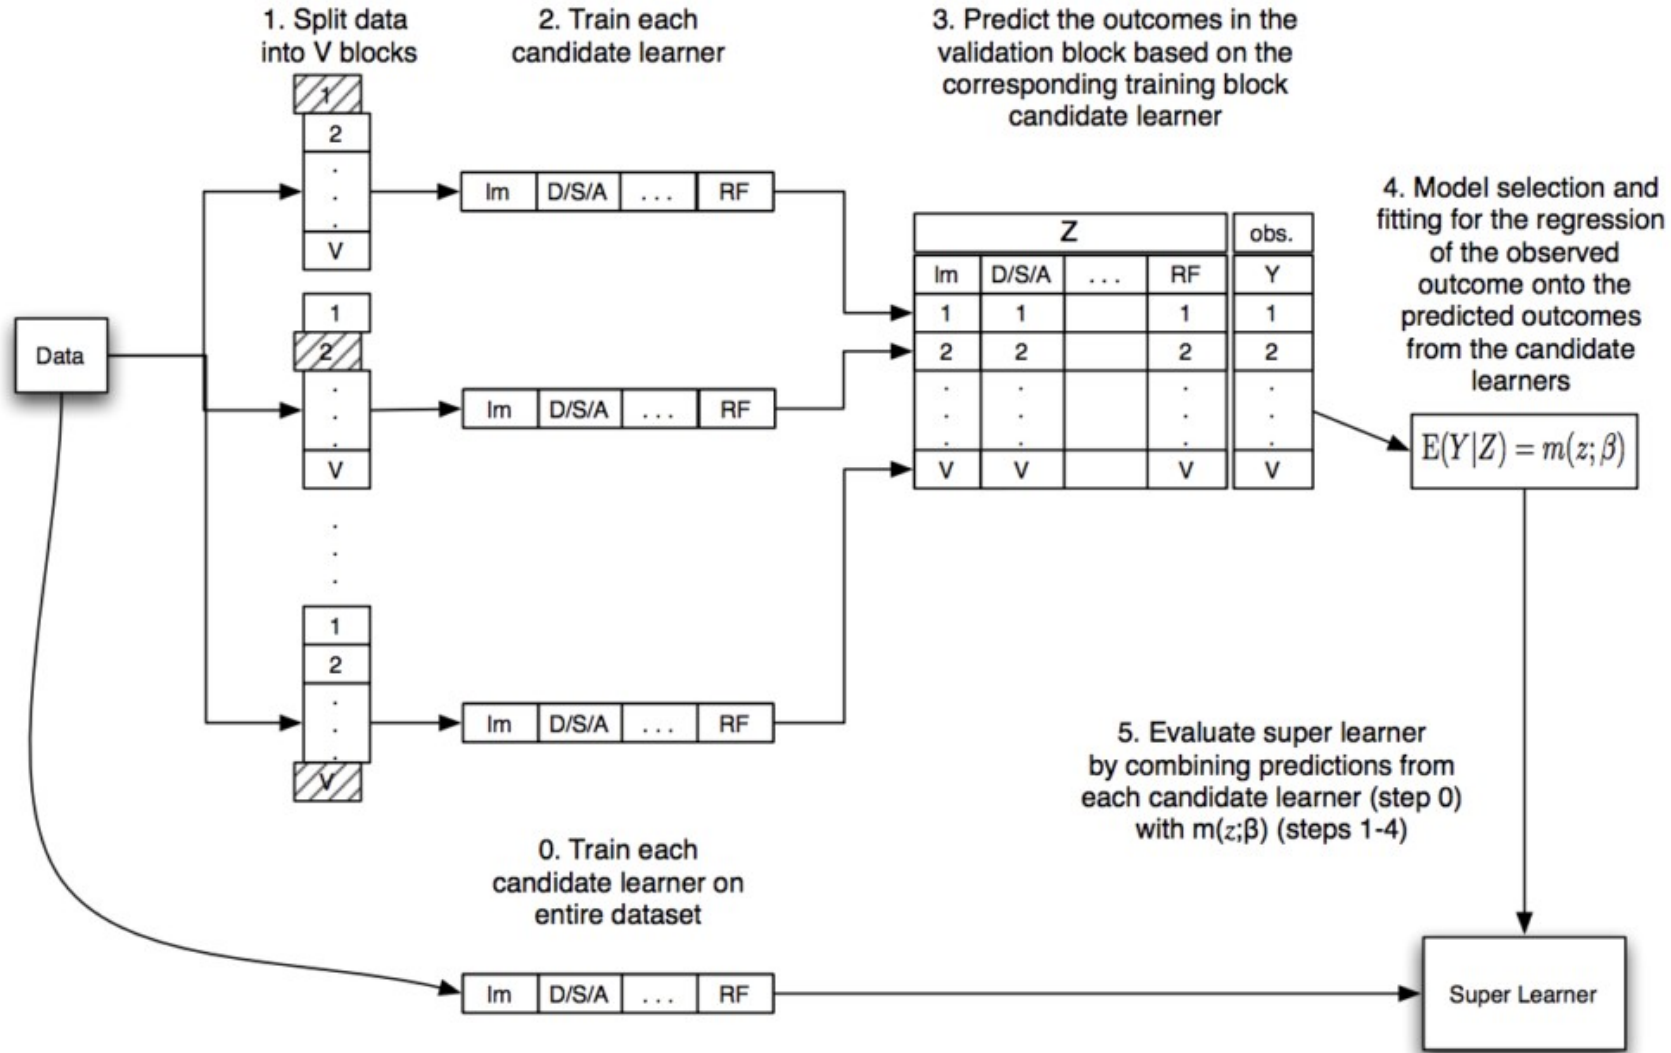 1. Split data
into V blocks
2. Train each
candidate learner
3. Predict the outcomes in the
validation block based on the
corresponding training block
candidate learner
4. Model selection and
fitting for the regression
of the observed
outcome onto the
predicted outcomes
from the candidate
learners
1
2
.
.
.
V
lm D/S/A ... RF
Data
1
2
.
.
.
V
lm D/S/A ... RF
.
.
.
1
2
.
.
.
V
lm D/S/A ... RF
Z obs.
lm D/S/A ... RF Y
1 1 1 1
2 2 2 2
. . . .
. . . .
. . . .
V V V V
E(Y|Z) = m(z; β)
5. Evaluate super learner
by combining predictions from
each candidate learner (step 0)
with m(z;β) (steps 1-4)
0. Train each
candidate learner on
entire dataset
lm D/S/A ... RF
Super Learner